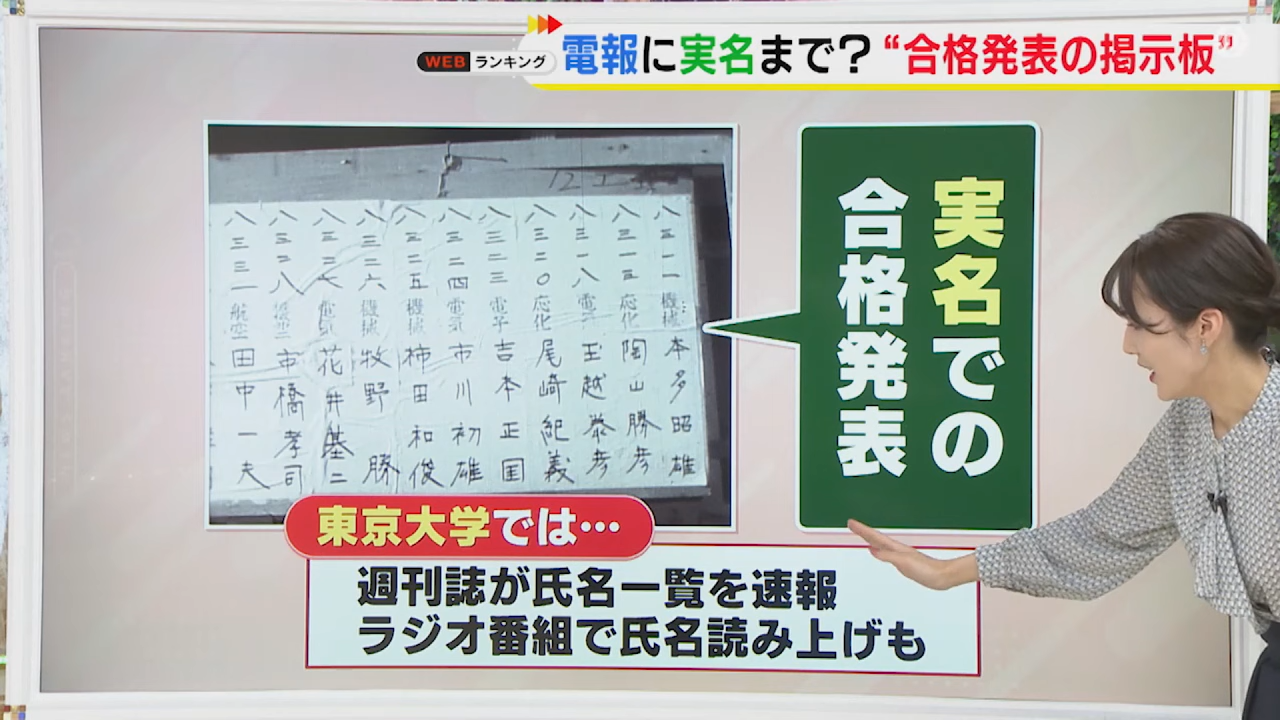 WEB ランキング
電報に実名まで？“合格発表の掲示板”
実名での
合格発表
八三一一 機械 本多昭雄
八三一五 応化 陶山勝彦
八三一八 電気 玉越泰彦
八三二〇 応化 尾崎紀義
八三二三 電子 吉本正国
八三二四 電気 市川初雄
八三二五 機械 柿田和俊
八三二六 機械 牧野勝
八三二七 電気 花井基二
八三二八 市橋孝司
八三三一 航空 田中一夫
東京大学では…
週刊誌が氏名一覧を速報
ラジオ番組で氏名読み上げも